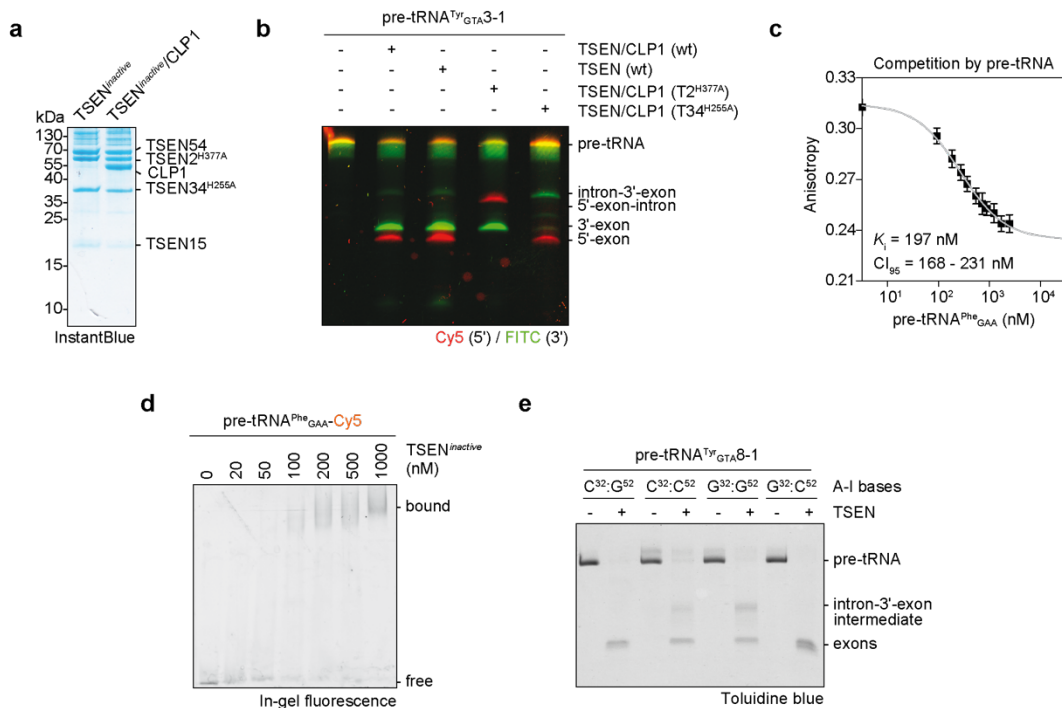 a
TSENinactive
TSENinactive/CLP1
kDa
130
70
55
40
35
25
15
10
TSEN54
TSEN2H377A
CLP1
TSEN34H255A
TSEN15
InstantBlue
b
pre-tRNATyrGTA3-1
- + - - - TSEN/CLP1 (wt)
- - + - - TSEN (wt)
- - - + - TSEN/CLP1 (T2H377A)
- - - - + TSEN/CLP1 (T34H255A)
pre-tRNA
intron-3'-exon
5'-exon-intron
3'-exon
5'-exon
Cy5 (5') / FITC (3')
c
Competition by pre-tRNA
Anisotropy
0.33
0.30
0.27
0.24
0.21
Ki = 197 nM
CI95 = 168 - 231 nM
10¹ 10² 10³ 10⁴
pre-tRNAPheGAA (nM)
d
pre-tRNAPheGAA-Cy5
0 20 50 100 200 500 1000
TSENinactive
(nM)
bound
free
In-gel fluorescence
e
pre-tRNATyrGTA8-1
C32:G52 C32:C52 G32:G52 G32:C52 A-I bases
- + - + - + - + TSEN
pre-tRNA
intron-3'-exon
intermediate
exons
Toluidine blue